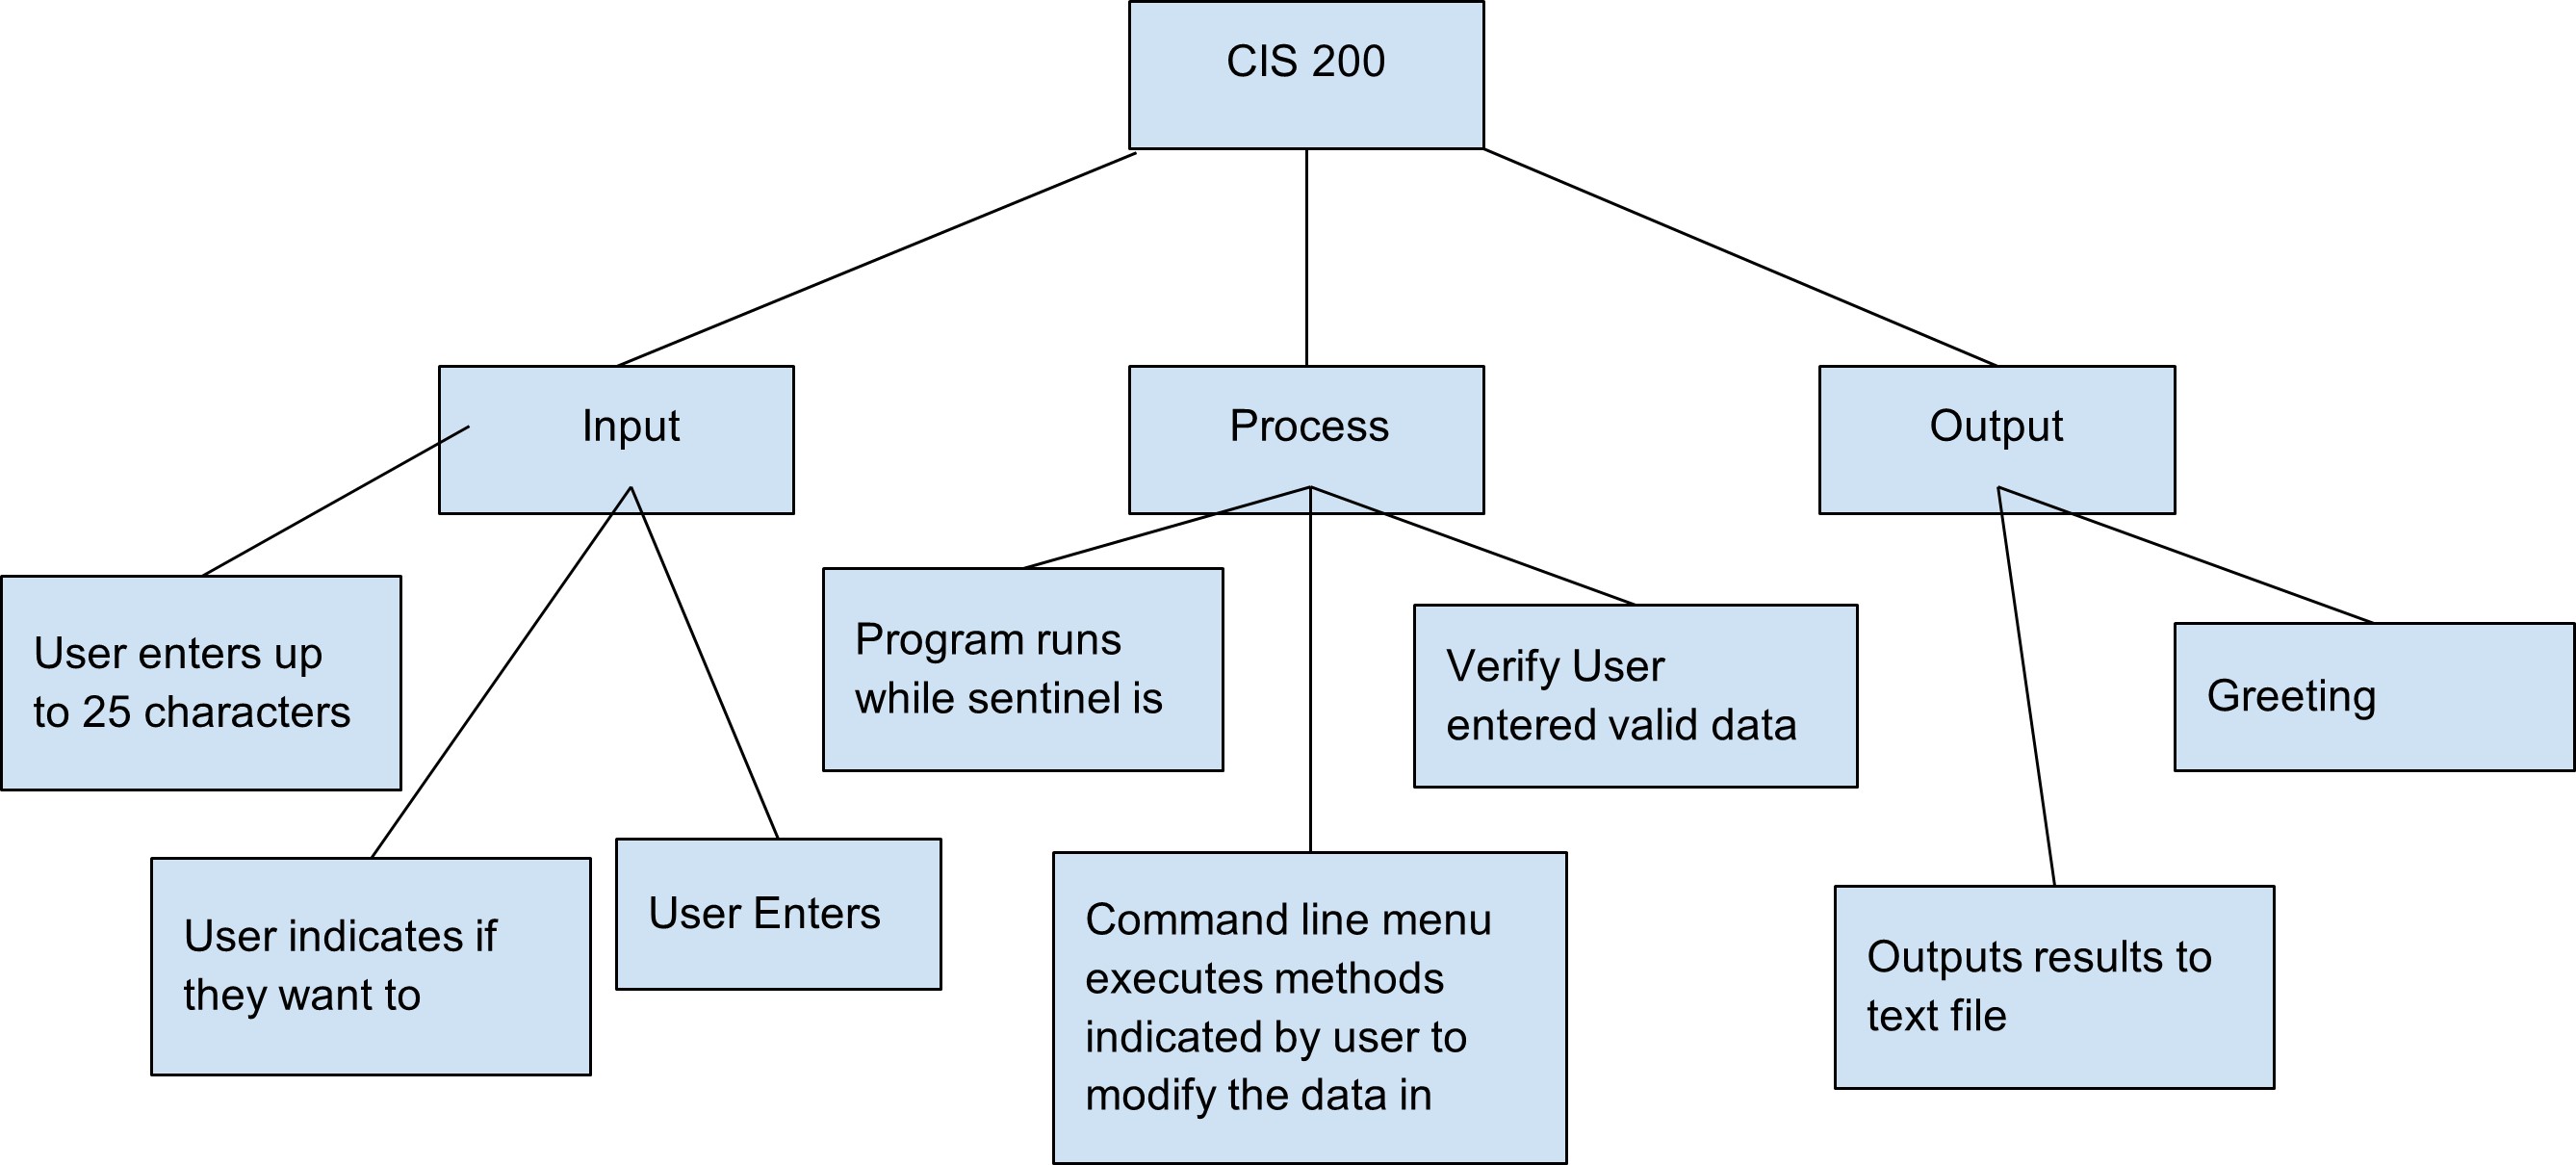 CIS 200
Input
Process
Output
User enters up
to 25 characters
User indicates if
they want to
User Enters
Program runs
while sentinel is
Command line menu
executes methods
indicated by user to
modify the data in
Verify User
entered valid data
Outputs results to
text file
Greeting